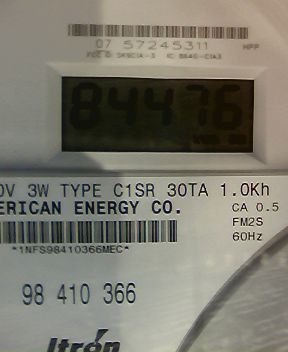 07 57245311
HPP
84476
0V 3W TYPE C1SR 30TA 1.0Kh
ERICAN ENERGY CO.
CA 0.5
FM2S
60Hz
*1NFS98410366MEC*
98 410 366
Itron